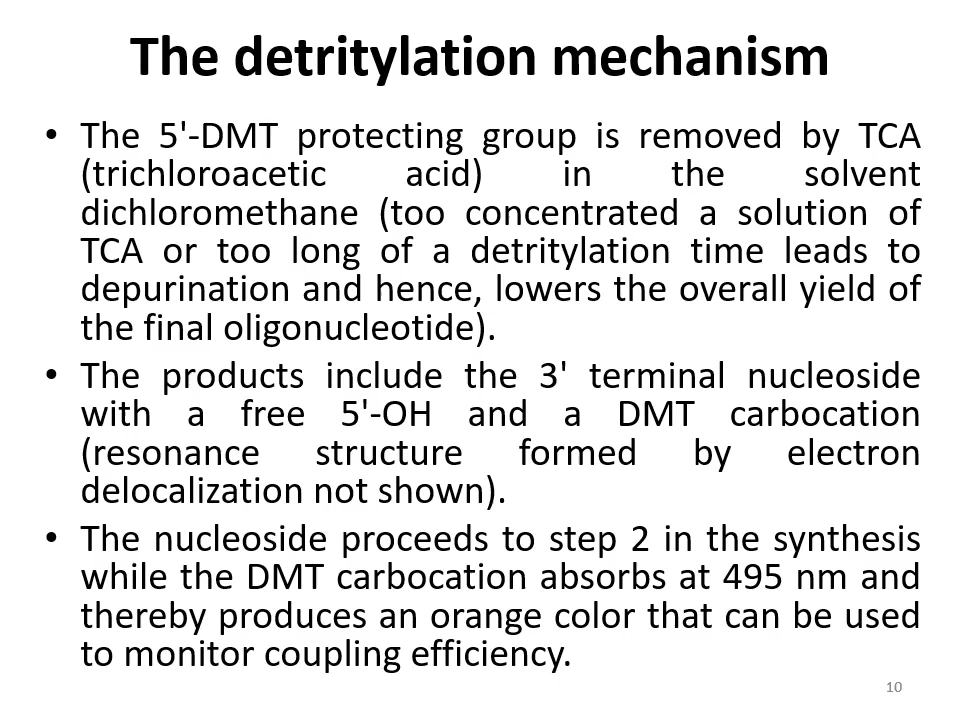 The detritylation mechanism
• The 5'-DMT protecting group is removed by TCA
(trichloroacetic acid) in the solvent
dichloromethane (too concentrated a solution of
TCA or too long of a detritylation time leads to
depurination and hence, lowers the overall yield of
the final oligonucleotide).
• The products include the 3' terminal nucleoside
with a free 5'-OH and a DMT carbocation
(resonance structure formed by electron
delocalization not shown).
• The nucleoside proceeds to step 2 in the synthesis
while the DMT carbocation absorbs at 495 nm and
thereby produces an orange color that can be used
to monitor coupling efficiency.
10